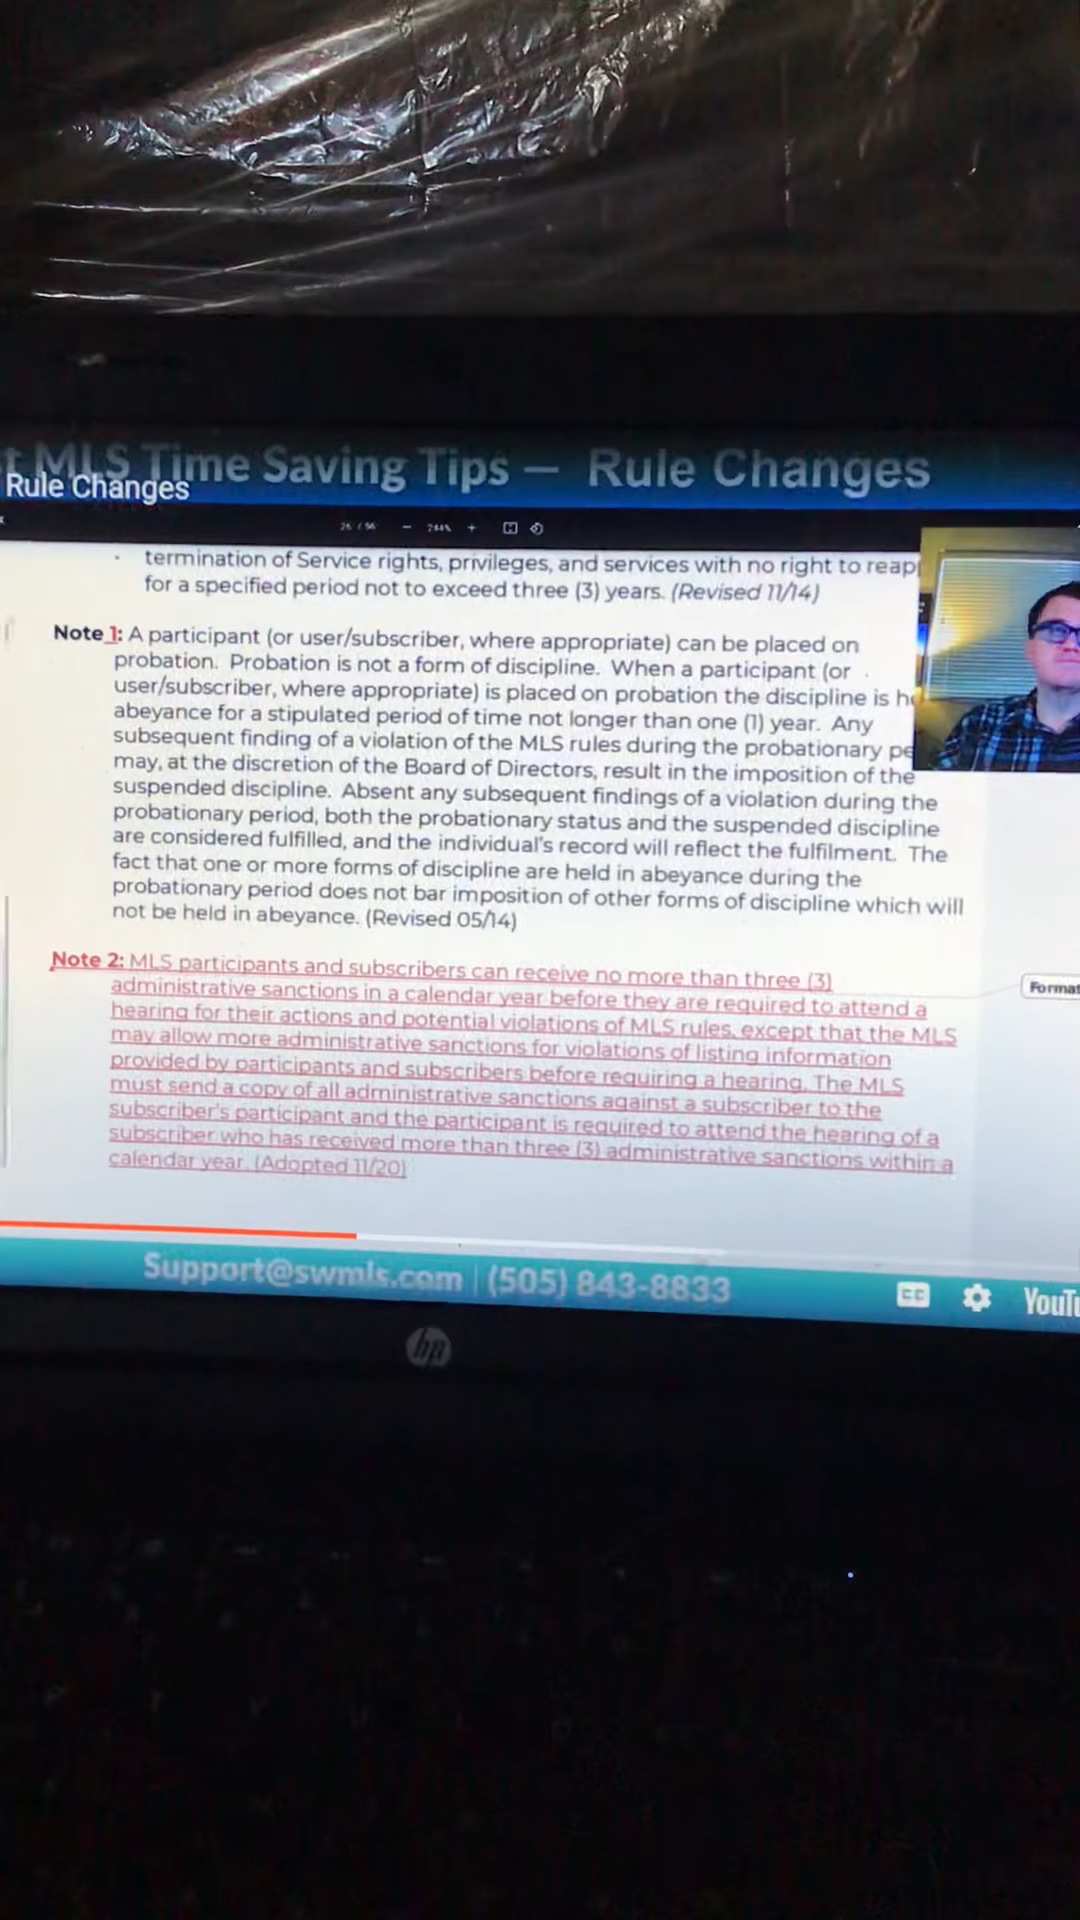 t MLS Time Saving Tips — Rule Changes
Rule Changes
26 / 56 — 244% +
termination of Service rights, privileges, and services with no right to reap
for a specified period not to exceed three (3) years. (Revised 11/14)
Note 1: A participant (or user/subscriber, where appropriate) can be placed on
probation. Probation is not a form of discipline. When a participant (or
user/subscriber, where appropriate) is placed on probation the discipline is he
abeyance for a stipulated period of time not longer than one (1) year. Any
subsequent finding of a violation of the MLS rules during the probationary pe
may, at the discretion of the Board of Directors, result in the imposition of the
suspended discipline. Absent any subsequent findings of a violation during the
probationary period, both the probationary status and the suspended discipline
are considered fulfilled, and the individual's record will reflect the fulfilment. The
fact that one or more forms of discipline are held in abeyance during the
probationary period does not bar imposition of other forms of discipline which will
not be held in abeyance. (Revised 05/14)
Note 2: MLS participants and subscribers can receive no more than three (3)
administrative sanctions in a calendar year before they are required to attend a
hearing for their actions and potential violations of MLS rules, except that the MLS
may allow more administrative sanctions for violations of listing information
provided by participants and subscribers before requiring a hearing. The MLS
must send a copy of all administrative sanctions against a subscriber to the
subscriber's participant and the participant is required to attend the hearing of a
subscriber who has received more than three (3) administrative sanctions within a
calendar year. (Adopted 11/20)
Format
Support@swmls.com | (505) 843-8833
CC
YouTu
hp